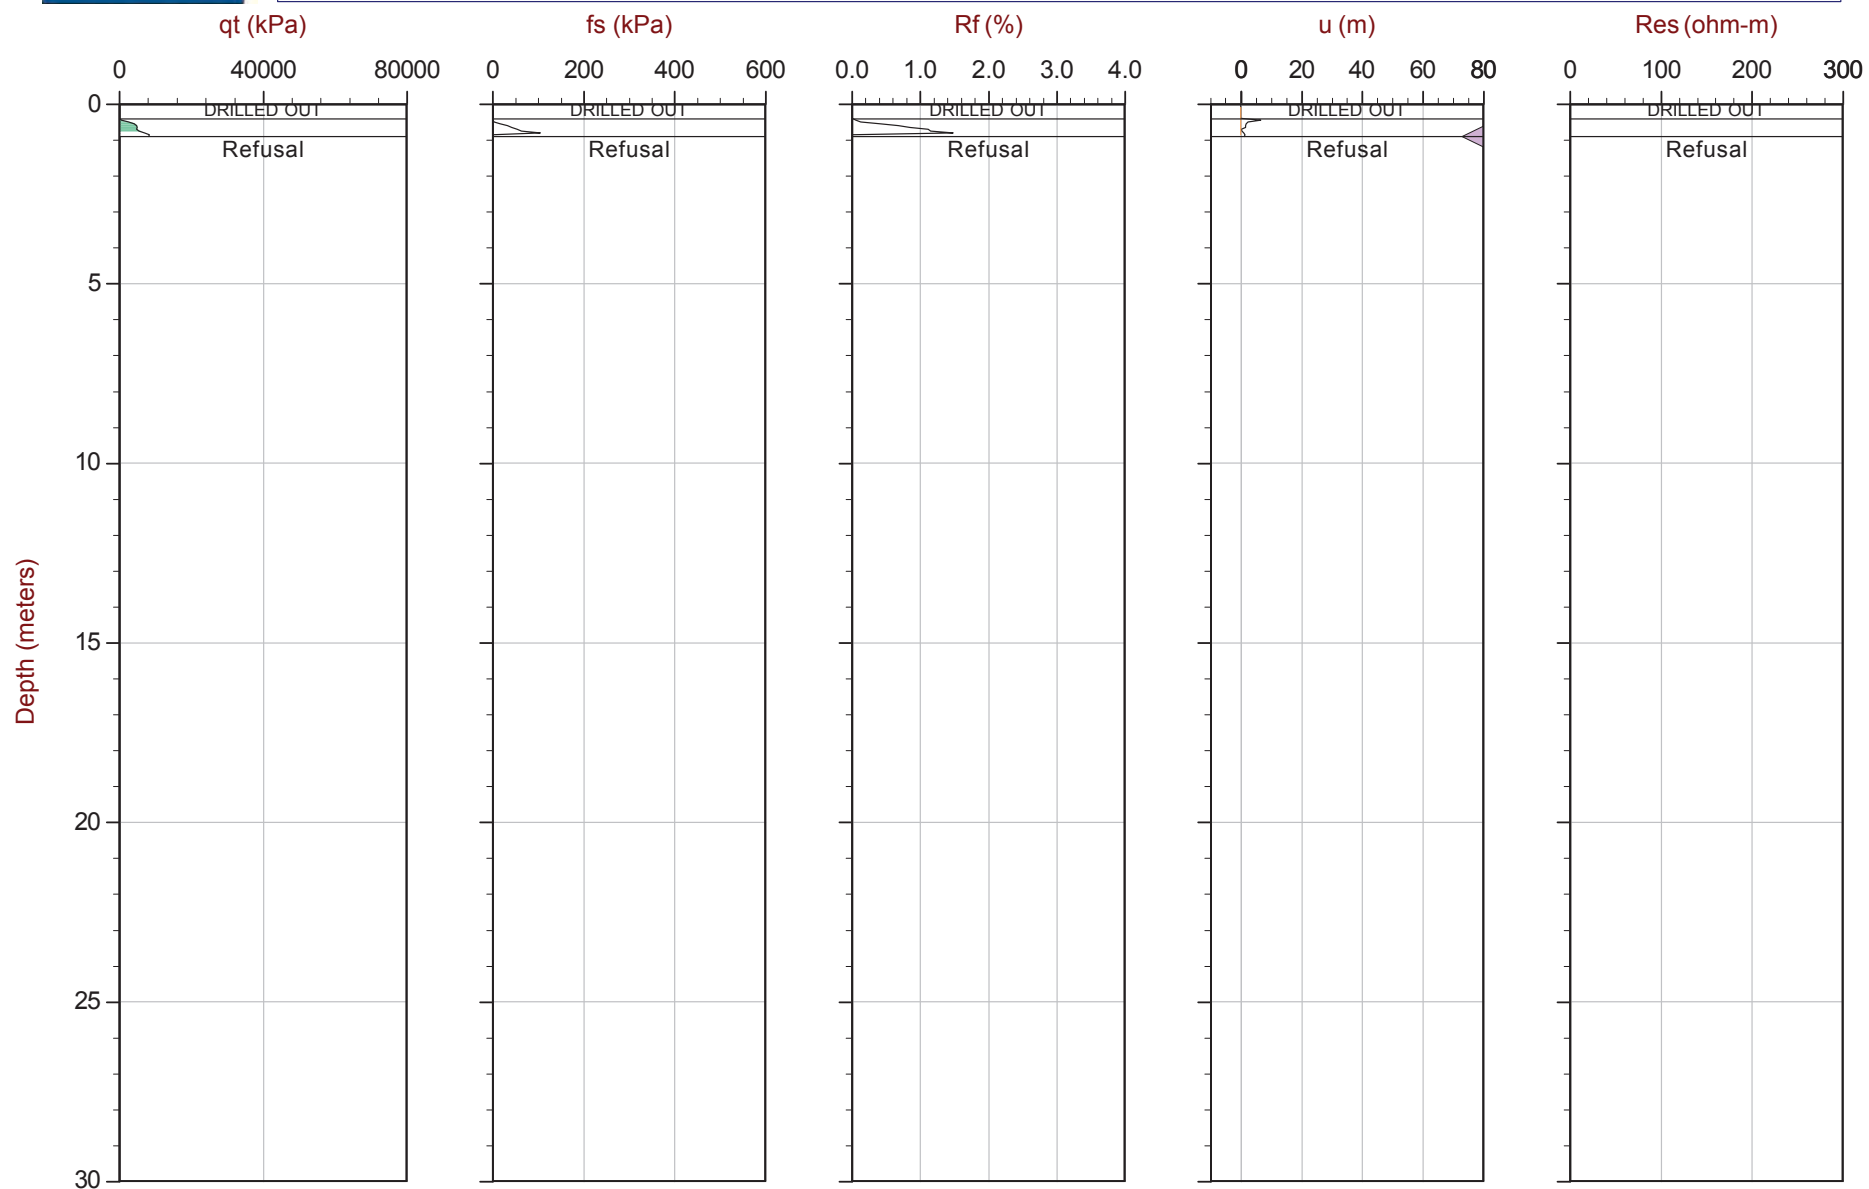 qt (kPa) fs (kPa) Rf (%) u (m) Res (ohm-m)
0 40000 80000 0 200 400 600 0.0 1.0 2.0 3.0 4.0 0 20 40 60 80 0 100 200 300
0 DRILLED OUT DRILLED OUT DRILLED OUT DRILLED OUT DRILLED OUT
Refusal Refusal Refusal Refusal Refusal
5
10
15
Depth (meters)
20
25
30